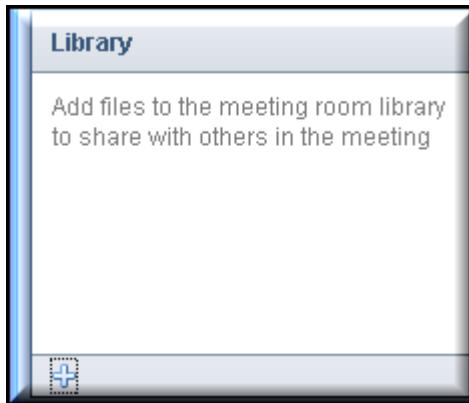 Library
Add files to the meeting room library
to share with others in the meeting